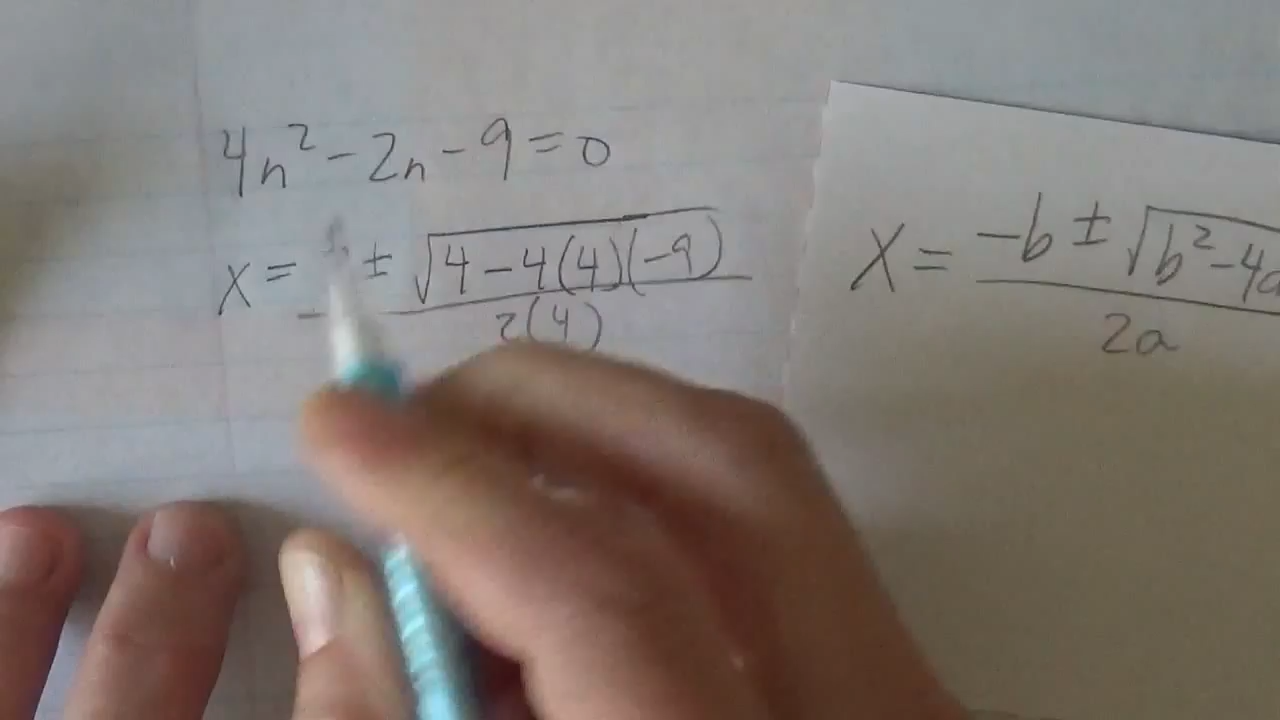 4n² - 2n - 9 = 0
x = ± √4 - 4(4)(-9)
2(4)
X = -b ± √b² - 4a
2a